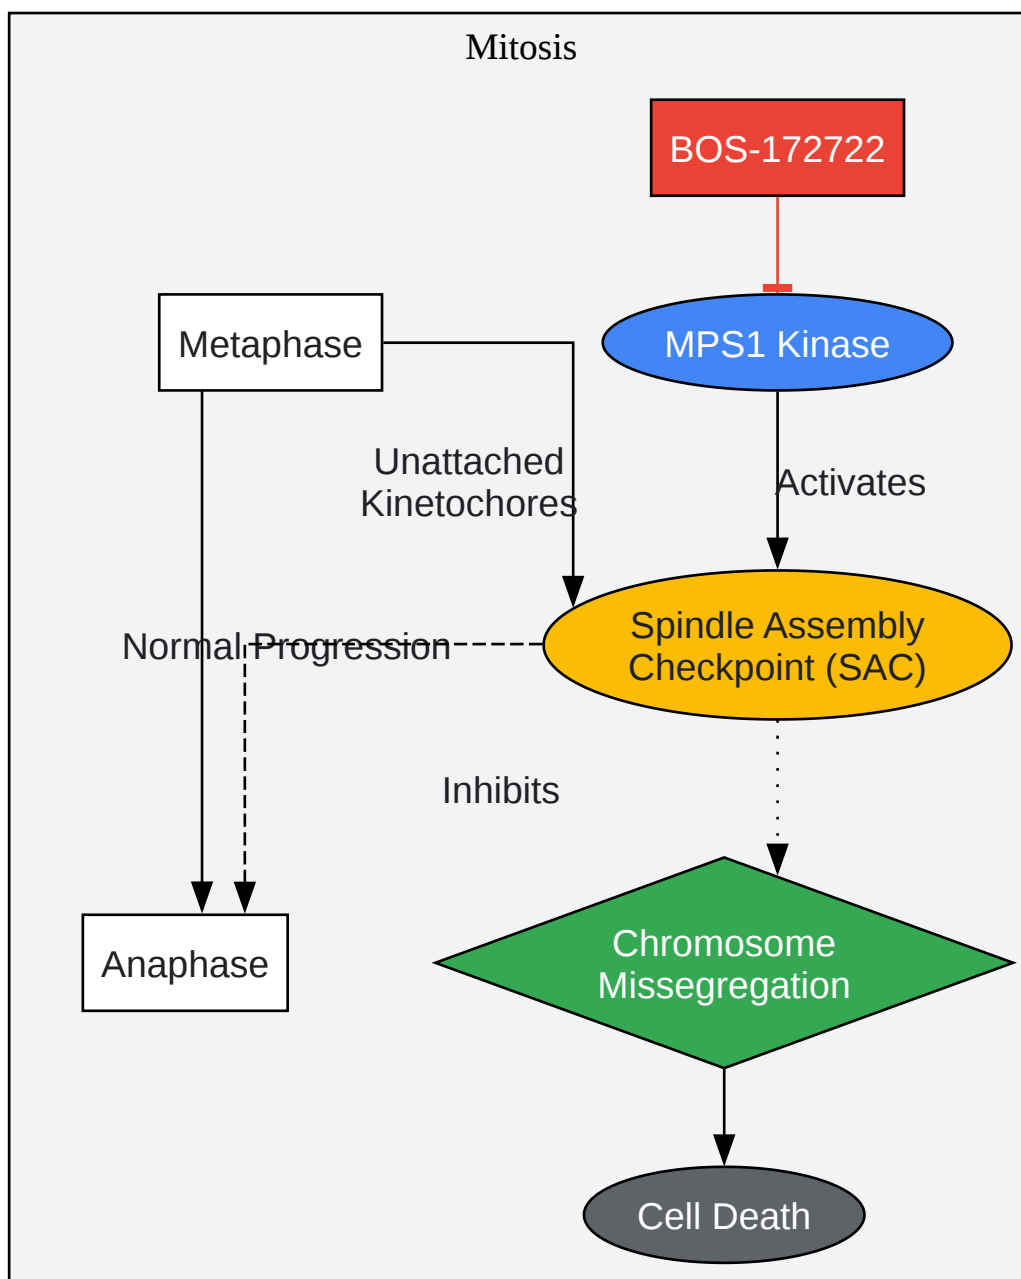 Mitosis
BOS-172722
Metaphase
MPS1 Kinase
Unattached
Kinetochores
Activates
Spindle Assembly
Checkpoint (SAC)
Normal Progression
Inhibits
Chromosome
Missegregation
Anaphase
Cell Death